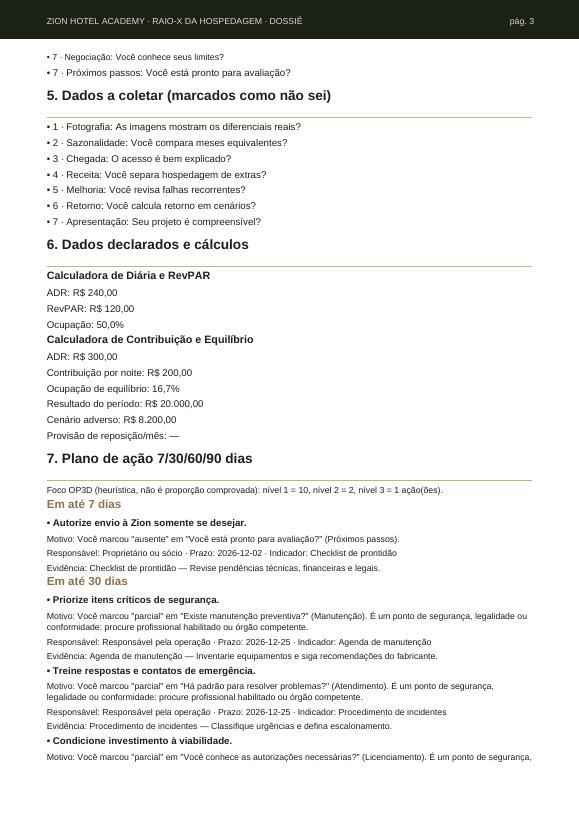 ZION HOTEL ACADEMY · RAIO-X DA HOSPEDAGEM · DOSSIÊ
pág. 3
• 7 · Negociação: Você conhece seus limites?
• 7 · Próximos passos: Você está pronto para avaliação?
5. Dados a coletar (marcados como não sei)
• 1 · Fotografia: As imagens mostram os diferenciais reais?
• 2 · Sazonalidade: Você compara meses equivalentes?
• 3 · Chegada: O acesso é bem explicado?
• 4 · Receita: Você separa hospedagem de extras?
• 5 · Melhoria: Você revisa falhas recorrentes?
• 6 · Retorno: Você calcula retorno em cenários?
• 7 · Apresentação: Seu projeto é compreensível?
6. Dados declarados e cálculos
Calculadora de Diária e RevPAR
ADR: R$ 240,00
RevPAR: R$ 120,00
Ocupação: 50,0%
Calculadora de Contribuição e Equilíbrio
ADR: R$ 300,00
Contribuição por noite: R$ 200,00
Ocupação de equilíbrio: 16,7%
Resultado do período: R$ 20.000,00
Cenário adverso: R$ 8.200,00
Provisão de reposição/mês: —
7. Plano de ação 7/30/60/90 dias
Foco OP3D (heurística, não é proporção comprovada): nível 1 = 10, nível 2 = 2, nível 3 = 1 ação(ões).
Em até 7 dias
• Autorize envio à Zion somente se desejar.
Motivo: Você marcou "ausente" em "Você está pronto para avaliação?" (Próximos passos).
Responsável: Proprietário ou sócio · Prazo: 2026-12-02 · Indicador: Checklist de prontidão
Evidência: Checklist de prontidão — Revise pendências técnicas, financeiras e legais.
Em até 30 dias
• Priorize itens críticos de segurança.
Motivo: Você marcou "parcial" em "Existe manutenção preventiva?" (Manutenção). É um ponto de segurança, legalidade ou
conformidade: procure profissional habilitado ou órgão competente.
Responsável: Responsável pela operação · Prazo: 2026-12-25 · Indicador: Agenda de manutenção
Evidência: Agenda de manutenção — Inventarie equipamentos e siga recomendações do fabricante.
• Treine respostas e contatos de emergência.
Motivo: Você marcou "parcial" em "Há padrão para resolver problemas?" (Atendimento). É um ponto de segurança,
legalidade ou conformidade: procure profissional habilitado ou órgão competente.
Responsável: Responsável pela operação · Prazo: 2026-12-25 · Indicador: Procedimento de incidentes
Evidência: Procedimento de incidentes — Classifique urgências e defina escalonamento.
• Condicione investimento à viabilidade.
Motivo: Você marcou "parcial" em "Você conhece as autorizações necessárias?" (Licenciamento). É um ponto de segurança,